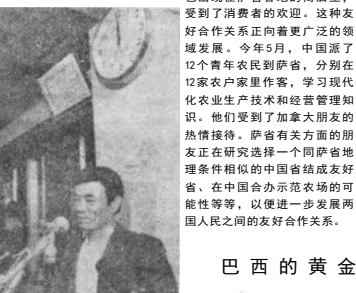 受到了消费者的欢迎。这种友
好合作关系正向着更广泛的领
域发展。今年5月，中国派了
12个青年农民到萨省，分别在
12家农户家里作客，学习现代
化农业生产技术和经营管理知
识。他们受到了加拿大朋友的
热情接待。萨省有关方面的朋
友正在研究选择一个同萨省地
理条件相似的中国省结成友好
省、在中国合办示范农场的可
能性等等，以便进一步发展两
国人民之间的友好合作关系。
巴西的黄金